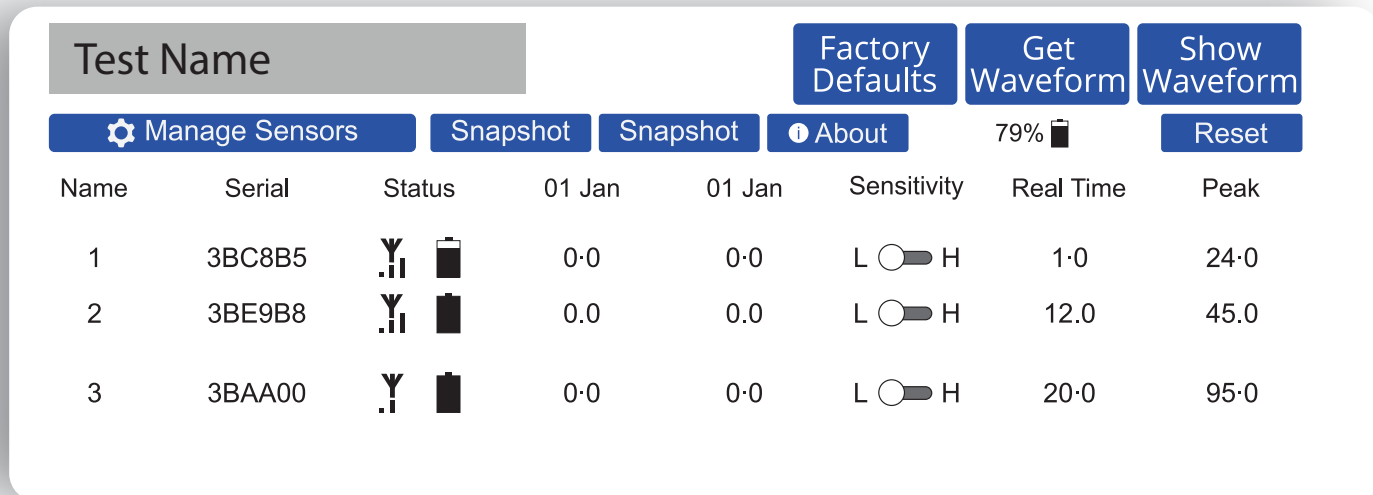 Test Name
Factory Defaults
Get Waveform
Show Waveform
Manage Sensors Snapshot Snapshot About 79% Reset
Name Serial Status 01 Jan 01 Jan Sensitivity Real Time Peak
1 3BC8B5 0·0 0·0 L H 1·0 24·0
2 3BE9B8 0.0 0.0 L H 12.0 45.0
3 3BAA00 0·0 0·0 L H 20·0 95·0